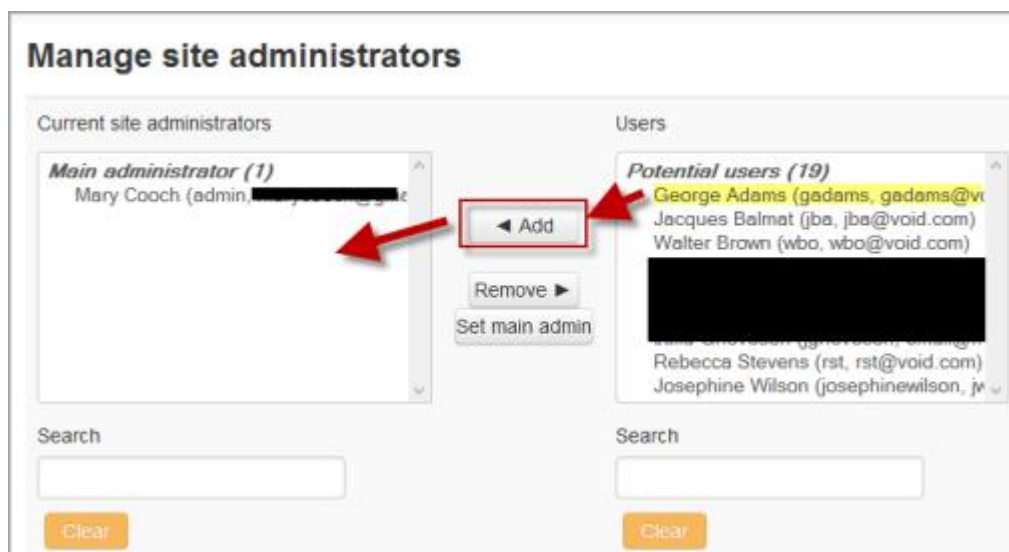 Manage site administrators
Current site administrators
Main administrator (1)
Mary Cooch (admin,
◄ Add
Remove ►
Set main admin
Users
Potential users (19)
George Adams (gadams, gadams@v
Jacques Balmat (jba, jba@void.com)
Walter Brown (wbo, wbo@void.com)
Rebecca Stevens (rst, rst@void.com)
Josephine Wilson (josephinewilson, jw
Search
Clear
Search
Clear